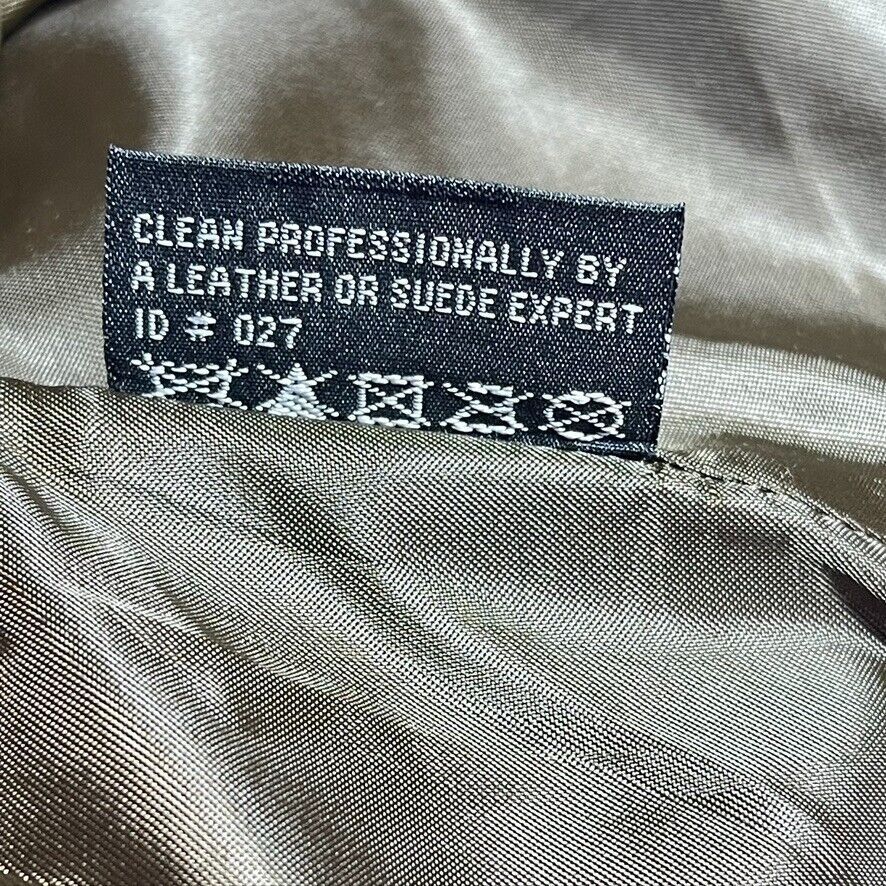 CLEAN PROFESSIONALLY BY
A LEATHER OR SUEDE EXPERT
ID # 027